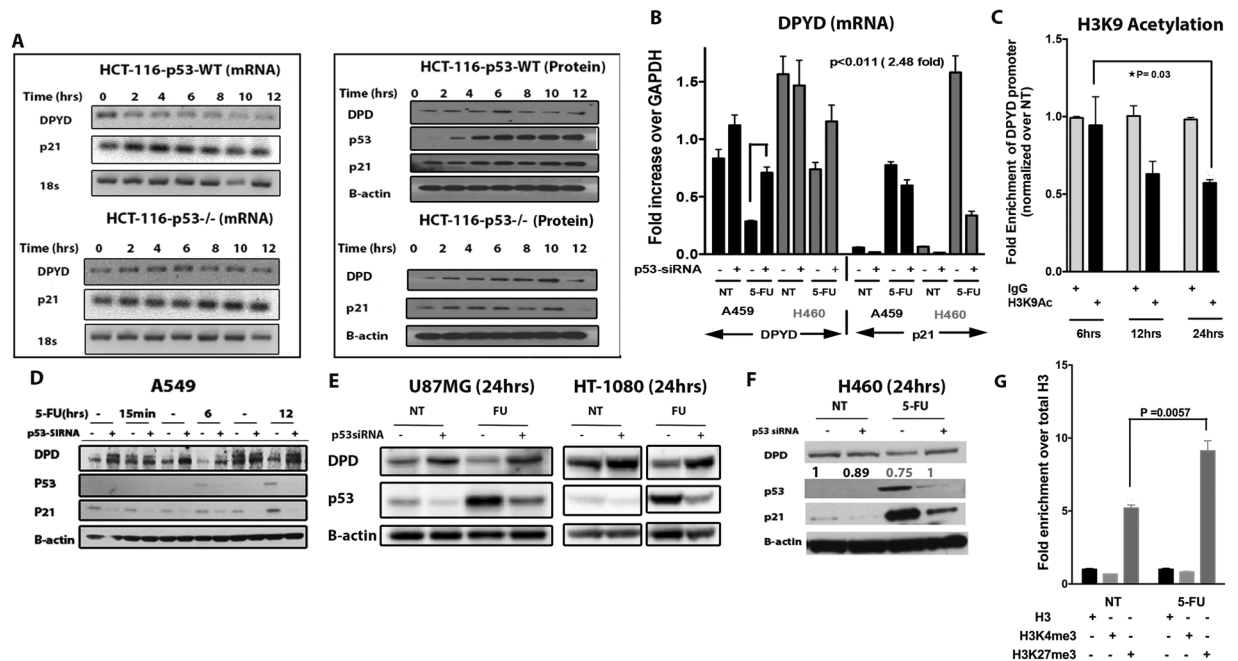 A
HCT-116-p53-WT (mRNA)
Time (hrs) 0 2 4 6 8 10 12
DPYD
p21
18s
HCT-116-p53-/- (mRNA)
Time (hrs) 0 2 4 6 8 10 12
DPYD
p21
18s
HCT-116-p53-WT (Protein)
Time (hrs) 0 2 4 6 8 10 12
DPD
p53
p21
B-actin
HCT-116-p53-/- (Protein)
Time (hrs) 0 2 4 6 8 10 12
DPD
p21
B-actin
B
DPYD (mRNA)
p<0.011 ( 2.48 fold)
Fold increase over GAPDH
1.5
1.0
0.5
0.0
p53-siRNA - + - + - + - + - + - + - + - +
NT 5-FU NT 5-FU NT 5-FU NT 5-FU
A459 H460 A459 H460
DPYD p21
C
H3K9 Acetylation
★P= 0.03
Fold Enrichment of DPYD promoter
(normalized over NT)
1.5
1.0
0.5
0.0
IgG + + +
H3K9Ac + + +
6hrs 12hrs 24hrs
D
A549
5-FU(hrs) - 15min - 6 - 12
p53-SIRNA - + - + - + - + - + - +
DPD
P53
P21
B-actin
E
U87MG (24hrs) HT-1080 (24hrs)
NT FU NT FU
p53siRNA - + - + - + - +
DPD
p53
B-actin
F
H460 (24hrs)
NT 5-FU
p53 siRNA - + - +
DPD
1 0.89 0.75 1
p53
p21
B-actin
G
P =0.0057
Fold enrichment over total H3
15
10
5
0
NT 5-FU
H3 + - - + - -
H3K4me3 - + - - + -
H3K27me3 - - + - - +